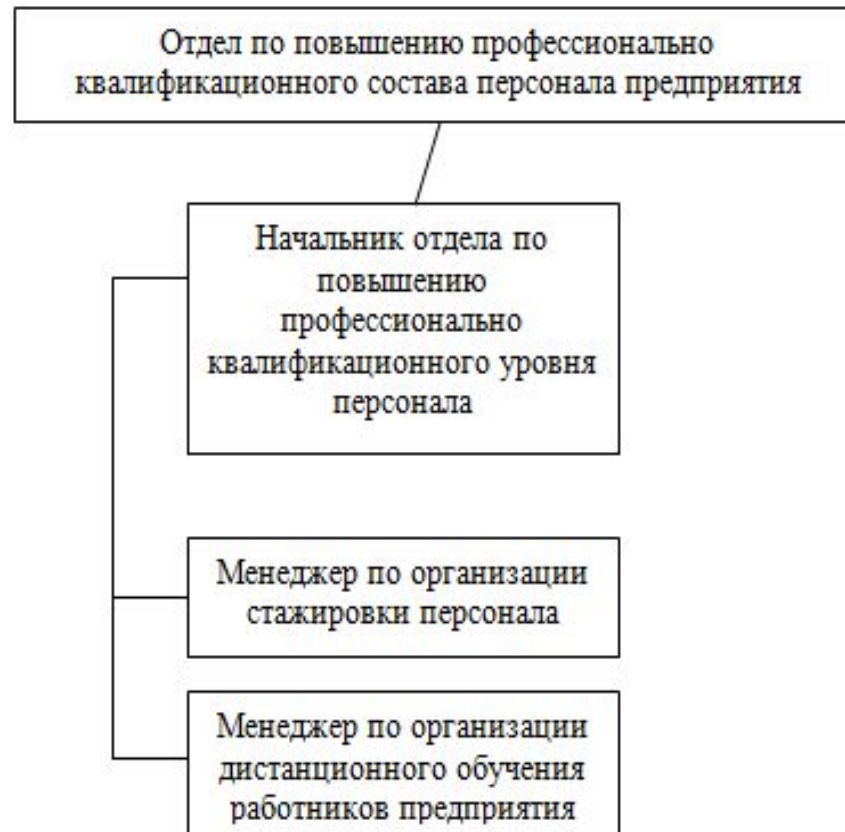 Отдел по повышению профессионально
квалификационного состава персонала предприятия
Начальник отдела по
повышению
профессионально
квалификационного уровня
персонала
Менеджер по организации
стажировки персонала
Менеджер по организации
дистанционного обучения
работников предприятия